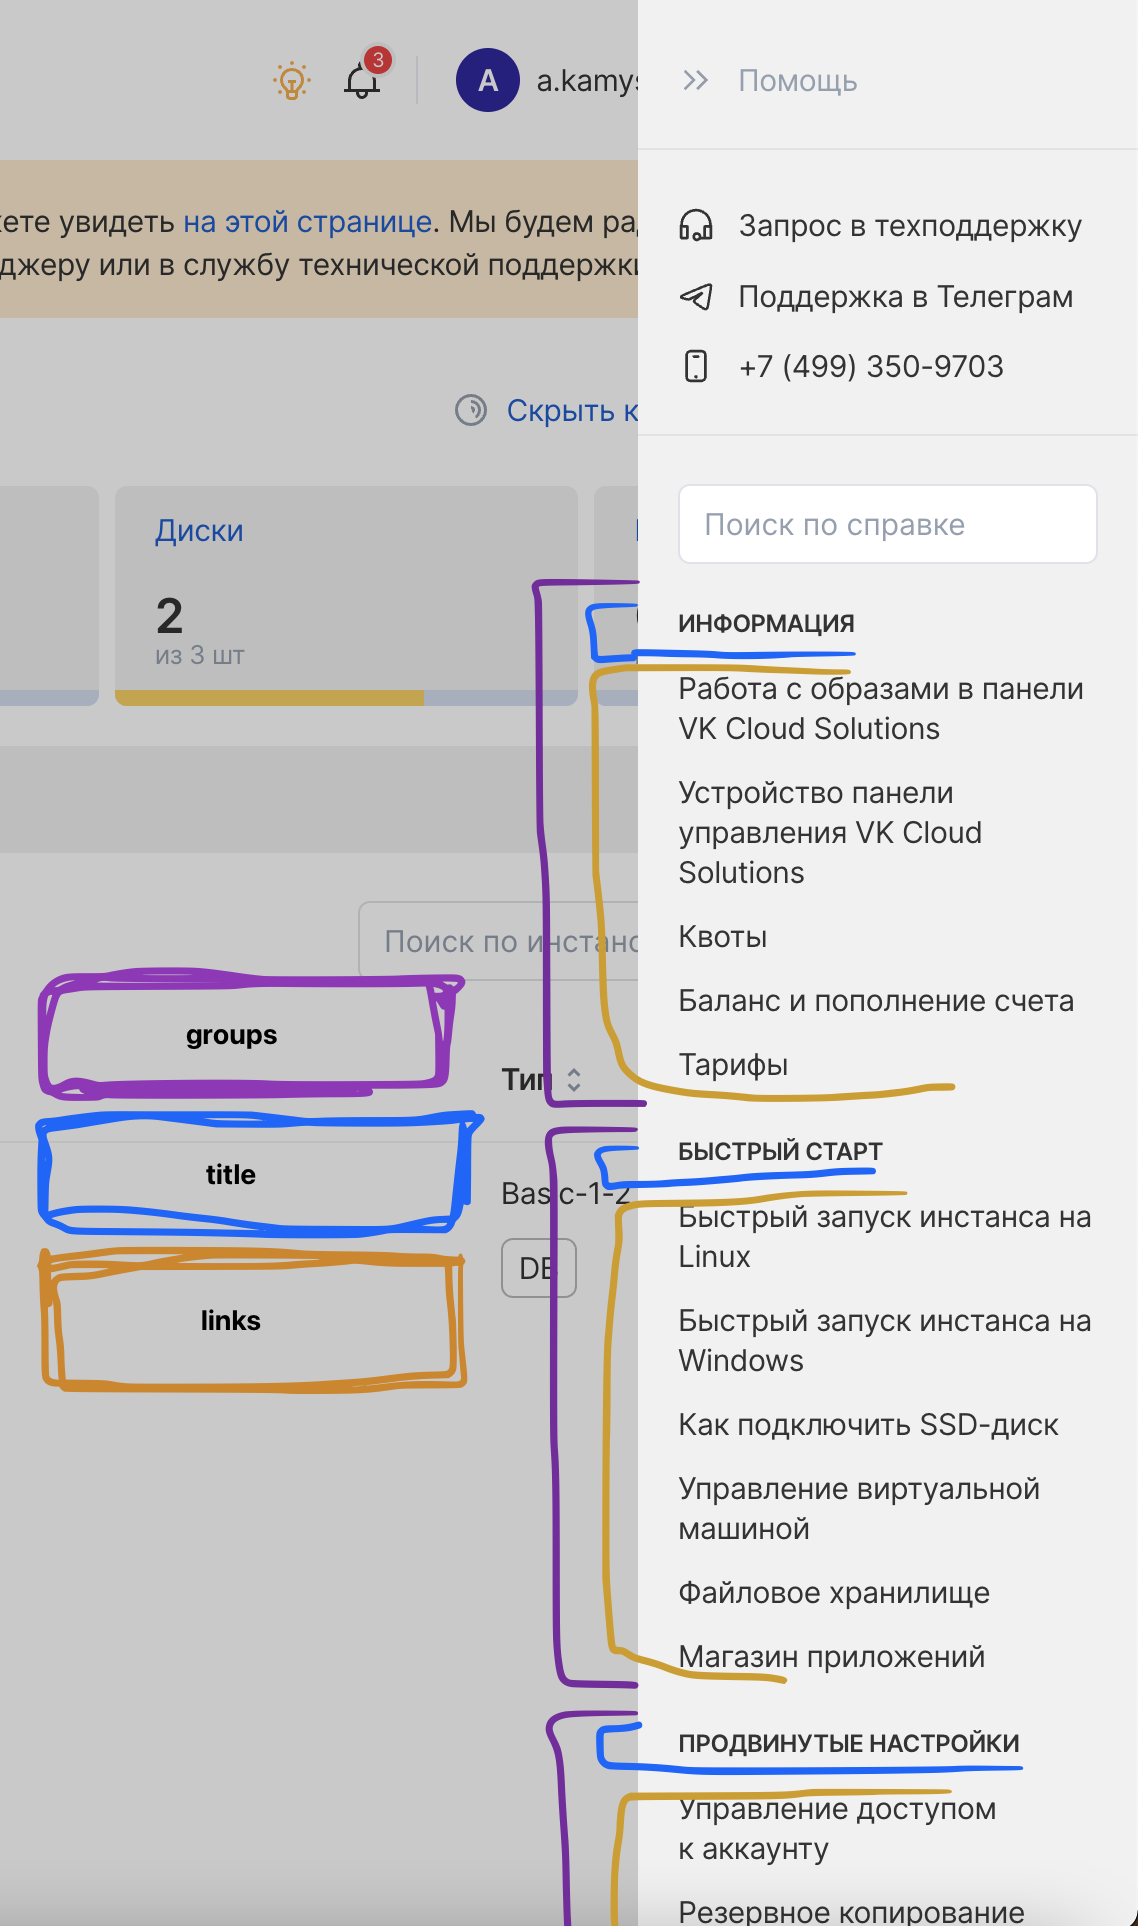 3
A
a.kamys
Помощь
ете увидеть на этой странице. Мы будем ра
джеру или в службу технической поддержки
Запрос в техподдержку
Поддержка в Телеграм
+7 (499) 350-9703
Скрыть к
Поиск по справке
Диски
2
из 3 шт
ИНФОРМАЦИЯ
Работа с образами в панели
VK Cloud Solutions
Устройство панели
управления VK Cloud
Solutions
Квоты
Баланс и пополнение счета
Тарифы
Поиск по инстанс
groups
Тип
title
Basic-1-2
links
DB
БЫСТРЫЙ СТАРТ
Быстрый запуск инстанса на
Linux
Быстрый запуск инстанса на
Windows
Как подключить SSD-диск
Управление виртуальной
машиной
Файловое хранилище
Магазин приложений
ПРОДВИНУТЫЕ НАСТРОЙКИ
Управление доступом
к аккаунту
Резервное копирование